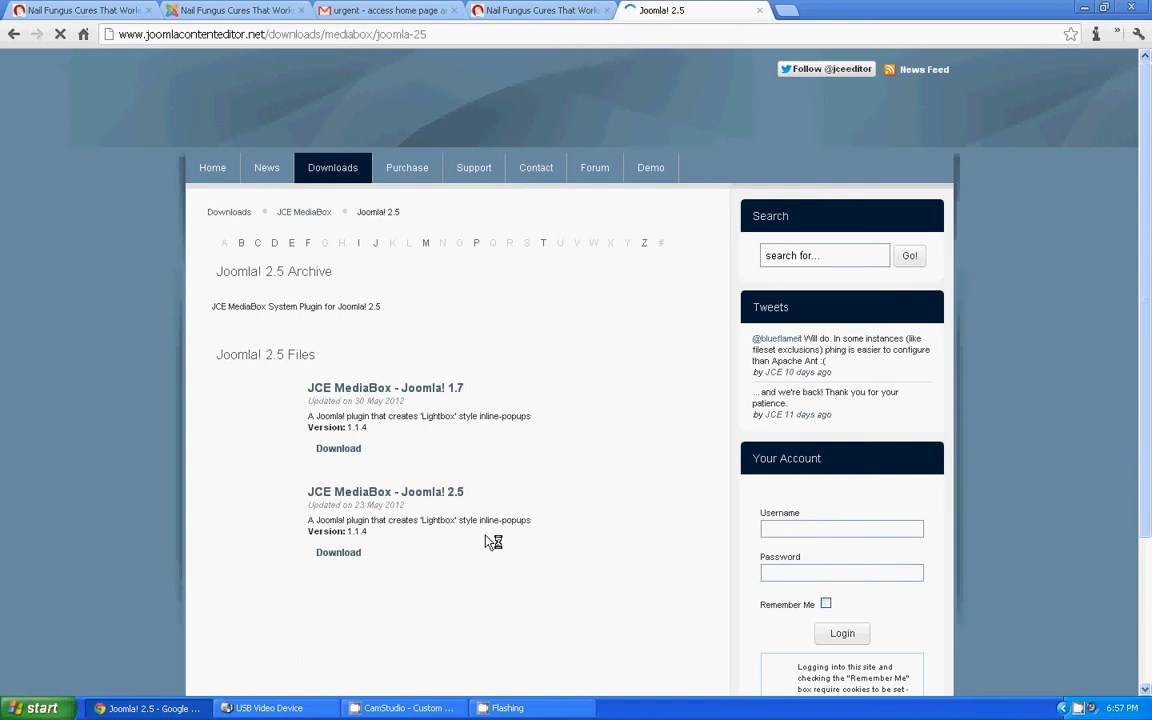 Nail Fungus Cures That Work
Nail Fungus Cures That Work
urgent - access home page a
Nail Fungus Cures That Work
Joomla! 2.5
www.joomlacontenteditor.net/downloads/mediabox/joomla-25
Follow @jceeditor
News Feed
Home
News
Downloads
Purchase
Support
Contact
Forum
Demo
Downloads
JCE MediaBox
Joomla! 2.5
A B C D E F G H I J K L M N O P Q R S T U V W X Y Z #
Joomla! 2.5 Archive
JCE MediaBox System Plugin for Joomla! 2.5
Joomla! 2.5 Files
JCE MediaBox - Joomla! 1.7
Updated on 30 May 2012
A Joomla! plugin that creates 'Lightbox' style inline-popups
Version: 1.1.4
Download
JCE MediaBox - Joomla! 2.5
Updated on 23 May 2012
A Joomla! plugin that creates 'Lightbox' style inline-popups
Version: 1.1.4
Download
Search
search for...
Go!
Tweets
@blueflameit Will do. In some instances (like
fileset exclusions) phing is easier to configure
than Apache Ant :(
by JCE 10 days ago
... and we're back! Thank you for your
patience.
by JCE 11 days ago
Your Account
Username
Password
Remember Me
Login
Logging into this site and
checking the "Remember Me"
box require cookies to be set -
start
Joomla! 2.5 - Google ...
USB Video Device
CamStudio - Custom ...
Flashing
6:57 PM